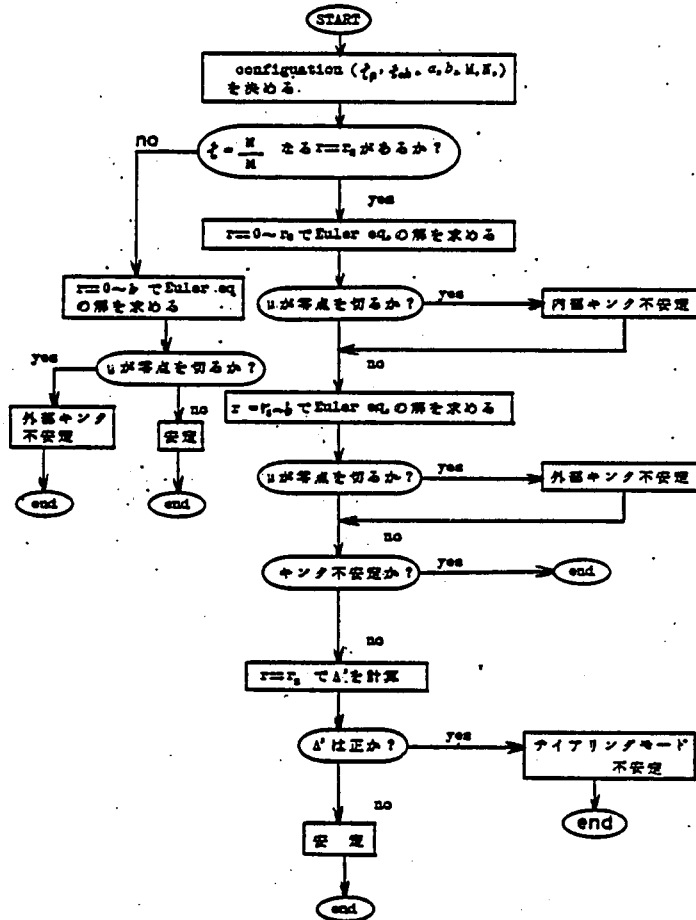 START
configuation (
を決める.
no
なる r=rₛ があるか?
yes
r=0~rₛ で Euler eq. の解を求める
r=0~b で Euler eq
の解を求める
uが零点を切るか?
yes
内部キンク不安定
no
yes
uが零点を切るか?
no
外部キンク
不安定
安定
end
end
r=rₛ~b で Euler eq. の解を求める
uが零点を切るか?
yes
外部キンク不安定
no
キンク不安定か?
yes
end
no
r=rₛ で Δ'を計算
Δ'は正か?
yes
テイアリングモード
不安定
end
no
安 定
end